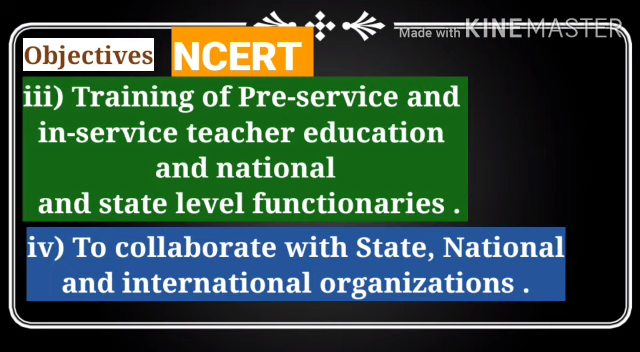 Made with KINEMASTER
Objectives NCERT
iii) Training of Pre-service and
in-service teacher education
and national
and state level functionaries .
iv) To collaborate with State, National
and international organizations .